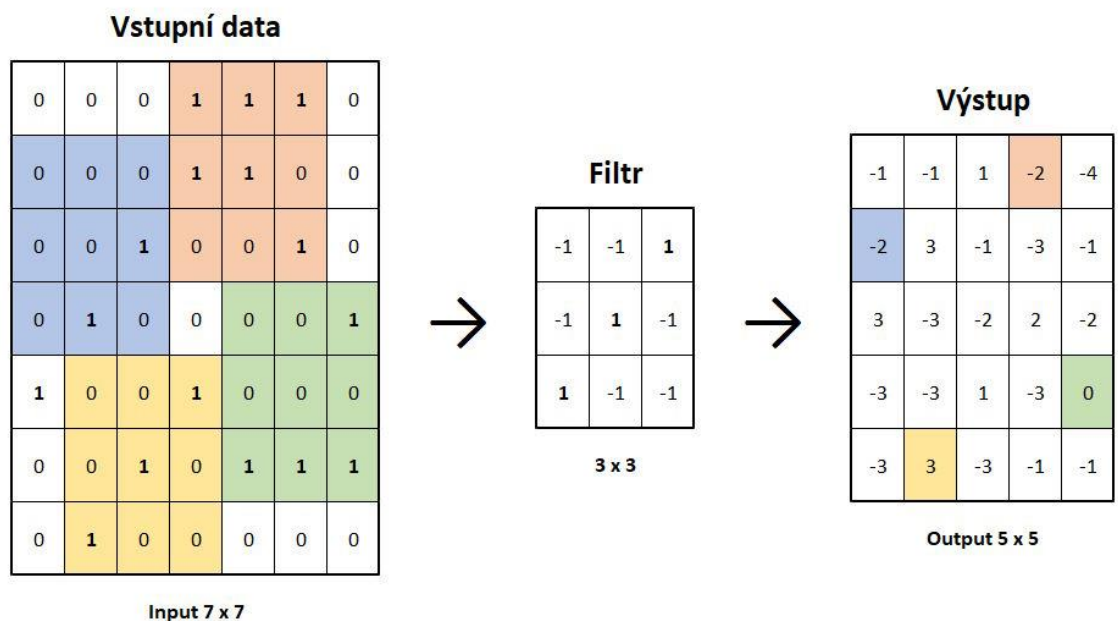 Vstupní data
0 0 0 1 1 1 0
0 0 0 1 1 0 0
0 0 1 0 0 1 0
0 1 0 0 0 0 1
1 0 0 1 0 0 0
0 0 1 0 1 1 1
0 1 0 0 0 0 0
Input 7 x 7
Filtr
-1 -1 1
-1 1 -1
1 -1 -1
3 x 3
Výstup
-1 -1 1 -2 -4
-2 3 -1 -3 -1
3 -3 -2 2 -2
-3 -3 1 -3 0
-3 3 -3 -1 -1
Output 5 x 5